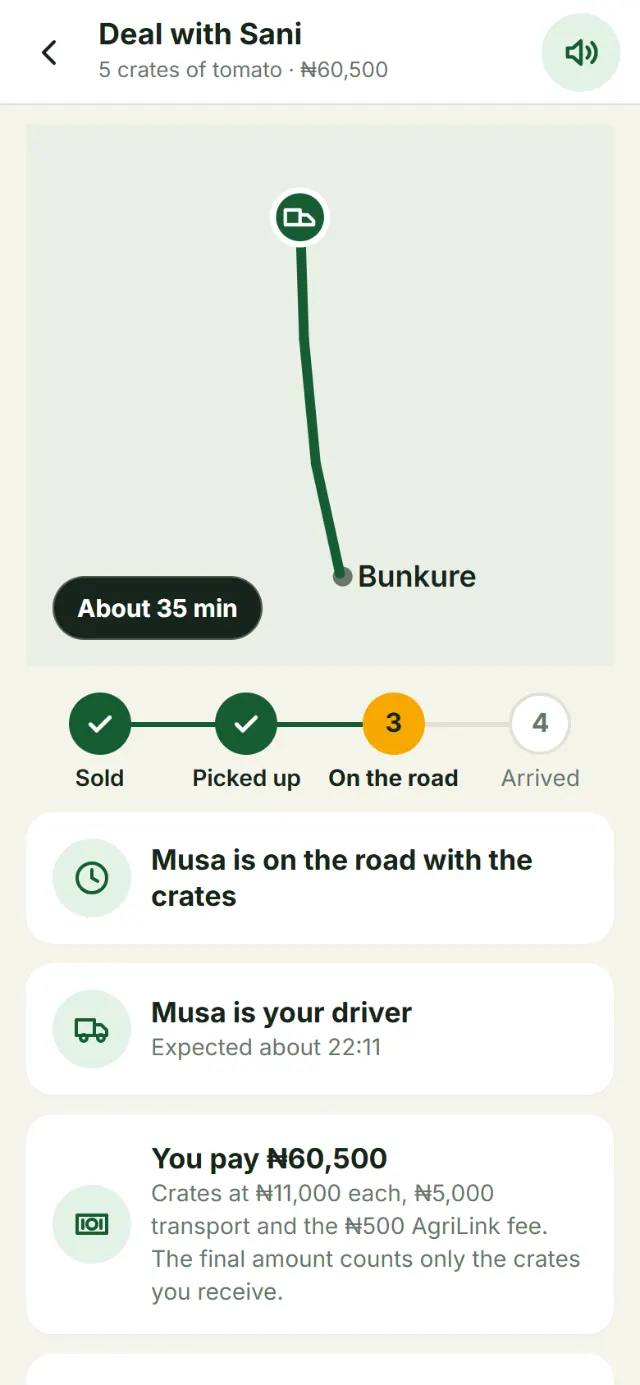 Deal with Sani
5 crates of tomato · ₦60,500
Bunkure
About 35 min
3
4
Sold
Picked up
On the road
Arrived
Musa is on the road with the
crates
Musa is your driver
Expected about 22:11
You pay ₦60,500
Crates at ₦11,000 each, ₦5,000
transport and the ₦500 AgriLink fee.
The final amount counts only the crates
you receive.